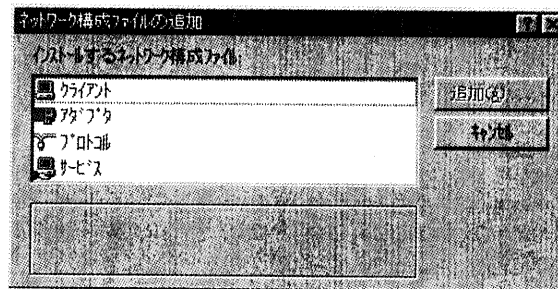 ネットワーク構成ファイルの追加
インストールするネットワーク構成ファイル:
クライアント
アダプタ
プロトコル
サービス
追加(A)...
キャンセル